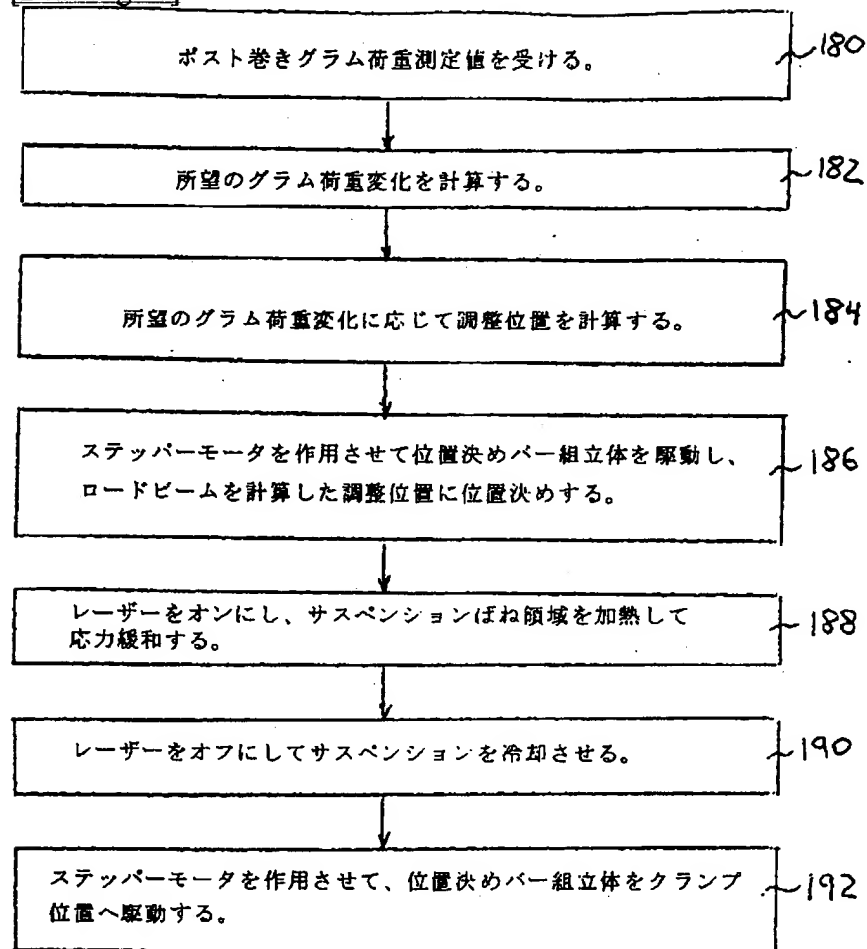 ポスト巻きグラム荷重測定値を受ける。
180
所望のグラム荷重変化を計算する。
182
所望のグラム荷重変化に応じて調整位置を計算する。
184
ステッパーモータを作用させて位置決めバー組立体を駆動し、
ロードビームを計算した調整位置に位置決めする。
186
レーザーをオンにし、サスペンションばね領域を加熱して
応力緩和する。
188
レーザーをオフにしてサスペンションを冷却させる。
190
ステッパーモータを作用させて、位置決めバー組立体をクランプ
位置へ駆動する。
192